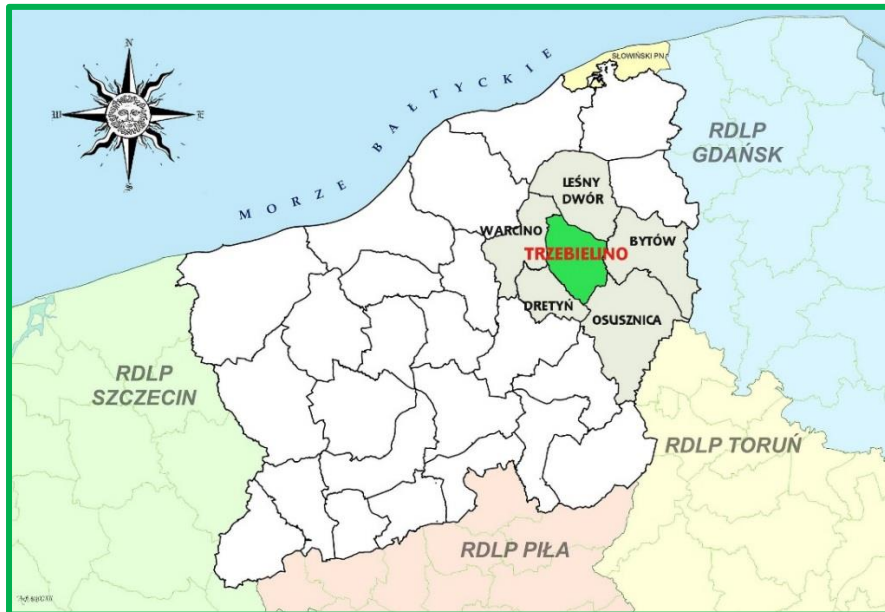 N
W
E
S
MORZE BAŁTYCKIE
SŁOWIŃSKI PN
RDLP
GDAŃSK
LEŚNY
DWÓR
WARCINO
BYTÓW
TRZEBIELINO
DRETYŃ
OSUSZNICA
RDLP
SZCZECIN
RDLP TORUŃ
RDLP PIŁA